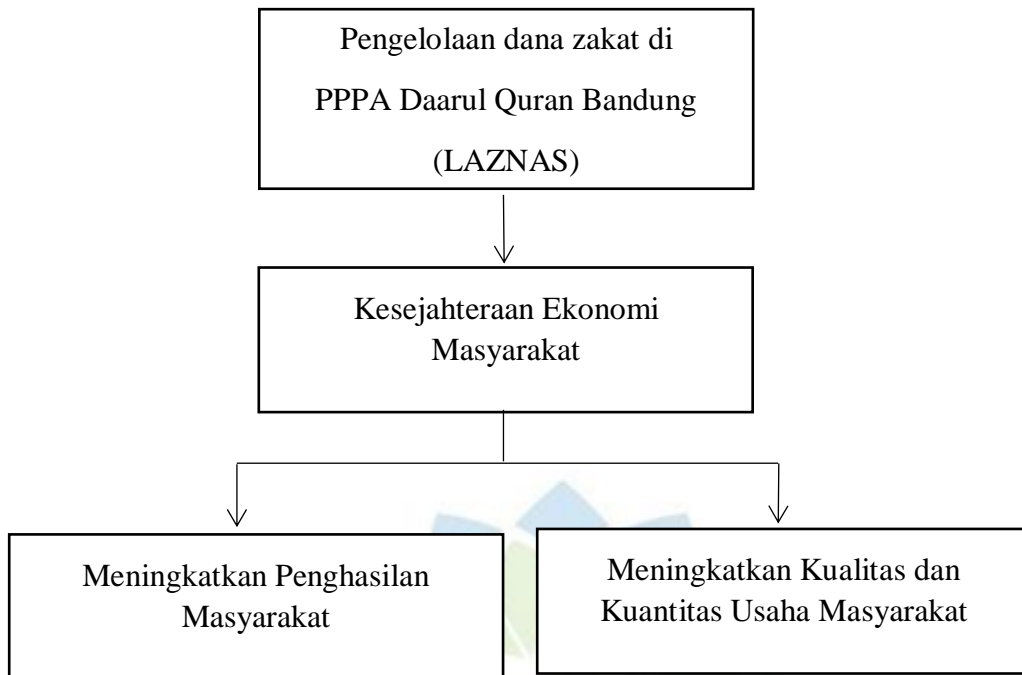 Pengelolaan dana zakat di
PPPA Daarul Quran Bandung
(LAZNAS)
Kesejahteraan Ekonomi
Masyarakat
Meningkatkan Penghasilan
Masyarakat
Meningkatkan Kualitas dan
Kuantitas Usaha Masyarakat